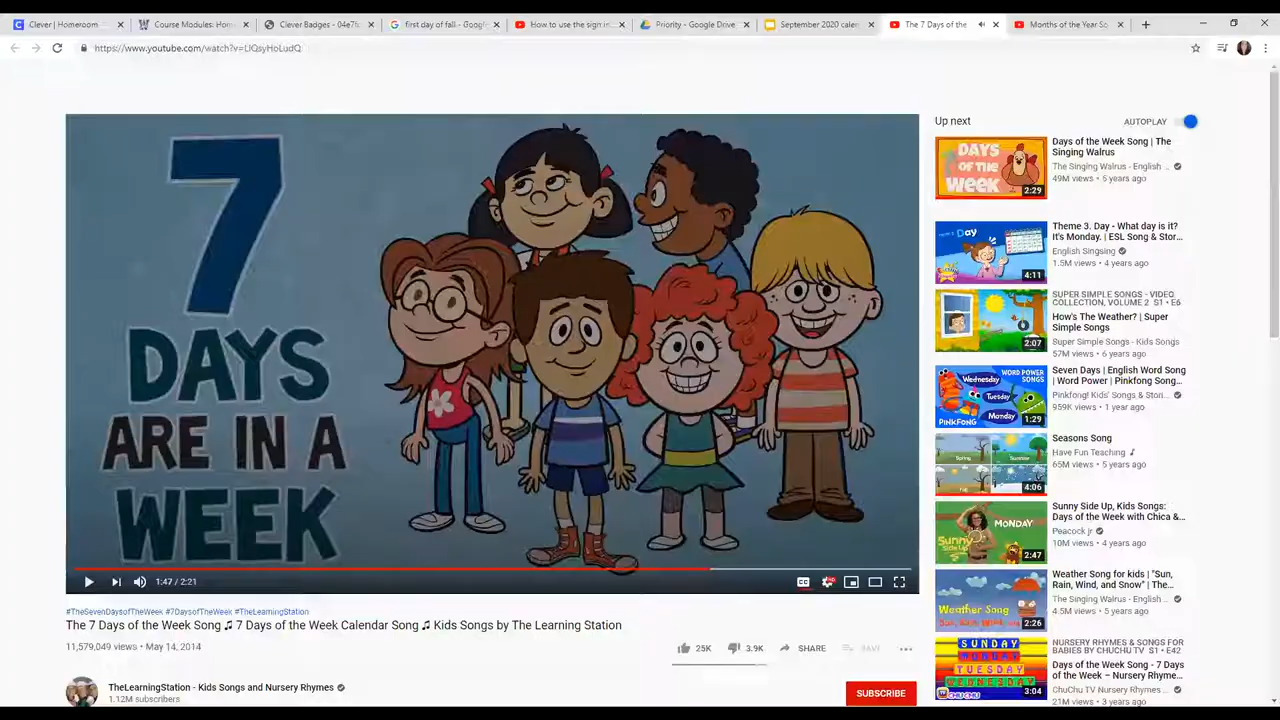 Clever | Homeroom
Course Modules: Hom
Clever Badges - 04e76
first day of fall - Google
How to use the sign in
Priority - Google Drive
September 2020 calen
The 7 Days of the
Months of the Year So
https://www.youtube.com/watch?v=LIQsyHoLudQ
7
DAYS
ARE IN A
WEEK
1:47 / 2:21
CC
HD
#TheSevenDaysofTheWeek #7DaysofTheWeek #TheLearningStation
The 7 Days of the Week Song ♫ 7 Days of the Week Calendar Song ♫ Kids Songs by The Learning Station
11,579,049 views • May 14, 2014
25K
3.9K
SHARE
SAVE
TheLearningStation - Kids Songs and Nursery Rhymes
1.12M subscribers
SUBSCRIBE
Up next
AUTOPLAY
DAYS
OF THE
WEEK
2:29
Days of the Week Song | The
Singing Walrus
The Singing Walrus - English ...
49M views • 5 years ago
Day
4:11
Theme 3. Day - What day is it?
It's Monday. | ESL Song & Stor...
English Singsing
1.5M views • 4 years ago
2:07
SUPER SIMPLE SONGS - VIDEO
COLLECTION, VOLUME 2 S1 • E6
How's The Weather? | Super
Simple Songs
Super Simple Songs - Kids Songs
57M views • 6 years ago
WORD POWER
SONGS
Wednesday
Tuesday
Monday
PINKFONG
1:29
Seven Days | English Word Song
| Word Power | Pinkfong Song...
Pinkfong! Kids' Songs & Stori...
959K views • 1 year ago
Spring
Summer
Fall
4:06
Seasons Song
Have Fun Teaching
65M views • 5 years ago
MONDAY
Sunny
Side Up
2:47
Sunny Side Up, Kids Songs:
Days of the Week with Chica &...
Peacock jr
10M views • 4 years ago
Weather Song
2:26
Weather Song for kids | "Sun,
Rain, Wind, and Snow" | The...
The Singing Walrus - English ...
4.5M views • 5 years ago
SUNDAY
MONDAY
TUESDAY
WEDNESDAY
CHUCHU
3:04
NURSERY RHYMES & SONGS FOR
BABIES BY CHUCHU TV S1 • E42
Days of the Week Song - 7 Days
of the Week – Nursery Rhyme...
ChuChu TV Nursery Rhymes ...
21M views • 3 years ago